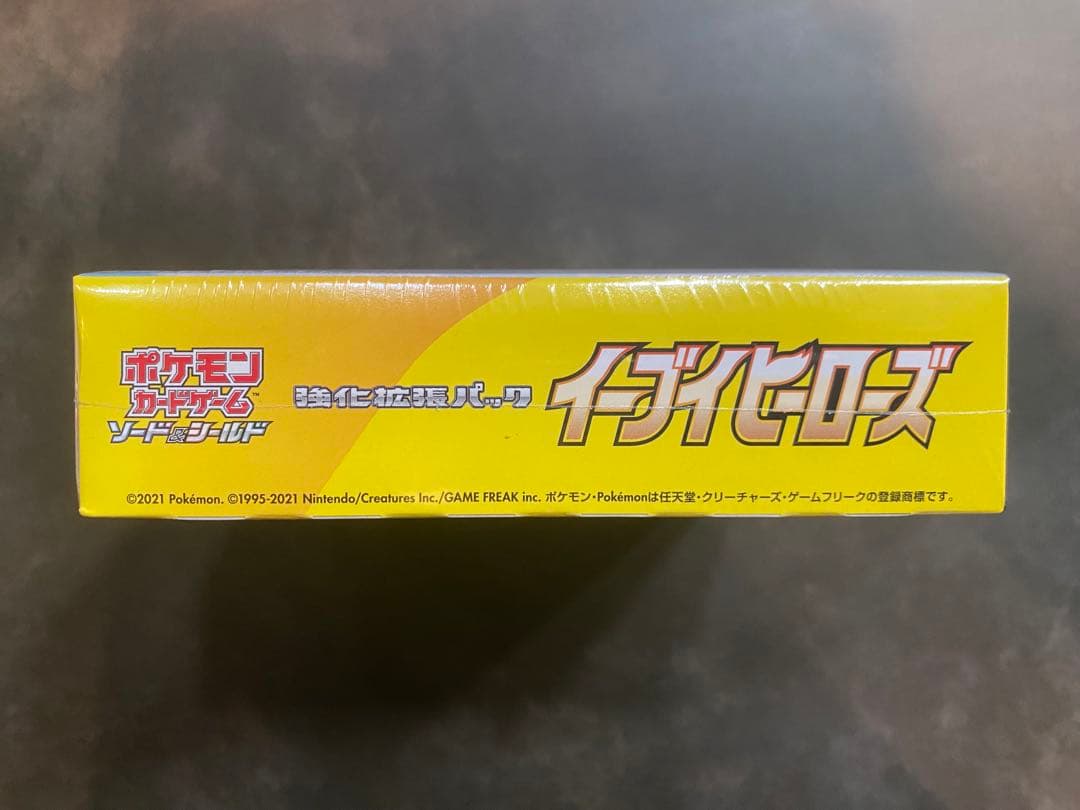 ポケモン
カードゲーム™
ソード&シールド
強化拡張パック
イーブイヒーローズ
©2021 Pokémon. ©1995-2021 Nintendo/Creatures Inc./GAME FREAK inc. ポケモン・Pokémonは任天堂・クリーチャーズ・ゲームフリークの登録商標です。